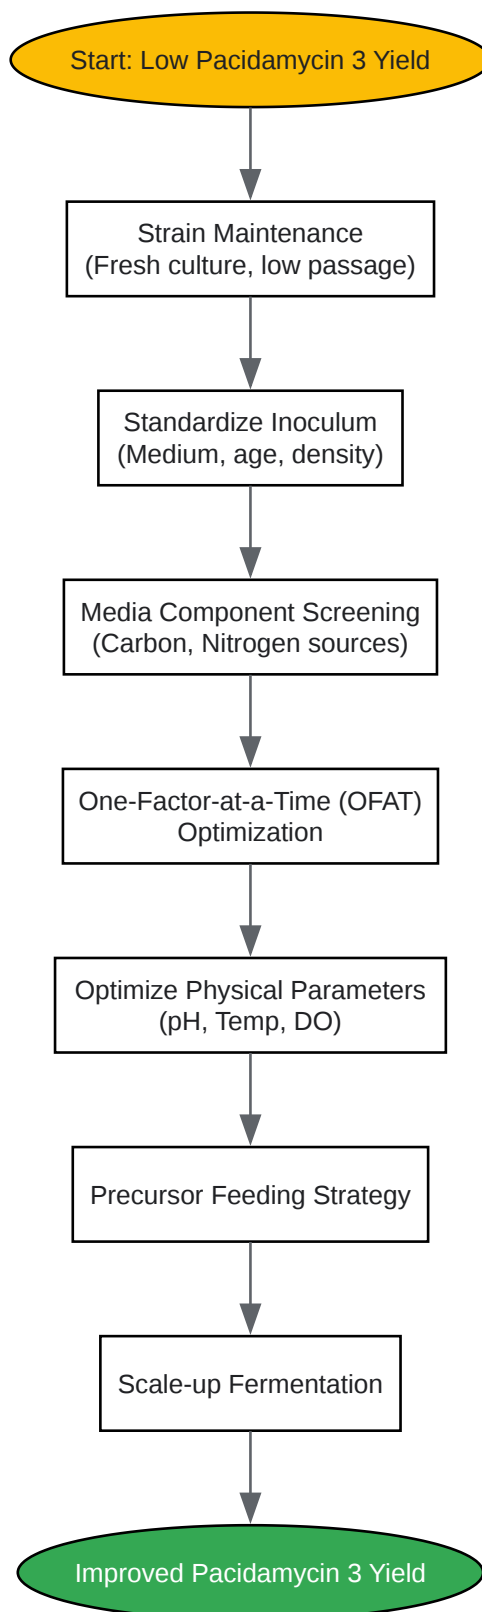 Start: Low Pacidamycin 3 Yield
Strain Maintenance
(Fresh culture, low passage)
Standardize Inoculum
(Medium, age, density)
Media Component Screening
(Carbon, Nitrogen sources)
One-Factor-at-a-Time (OFAT)
Optimization
Optimize Physical Parameters
(pH, Temp, DO)
Precursor Feeding Strategy
Scale-up Fermentation
Improved Pacidamycin 3 Yield